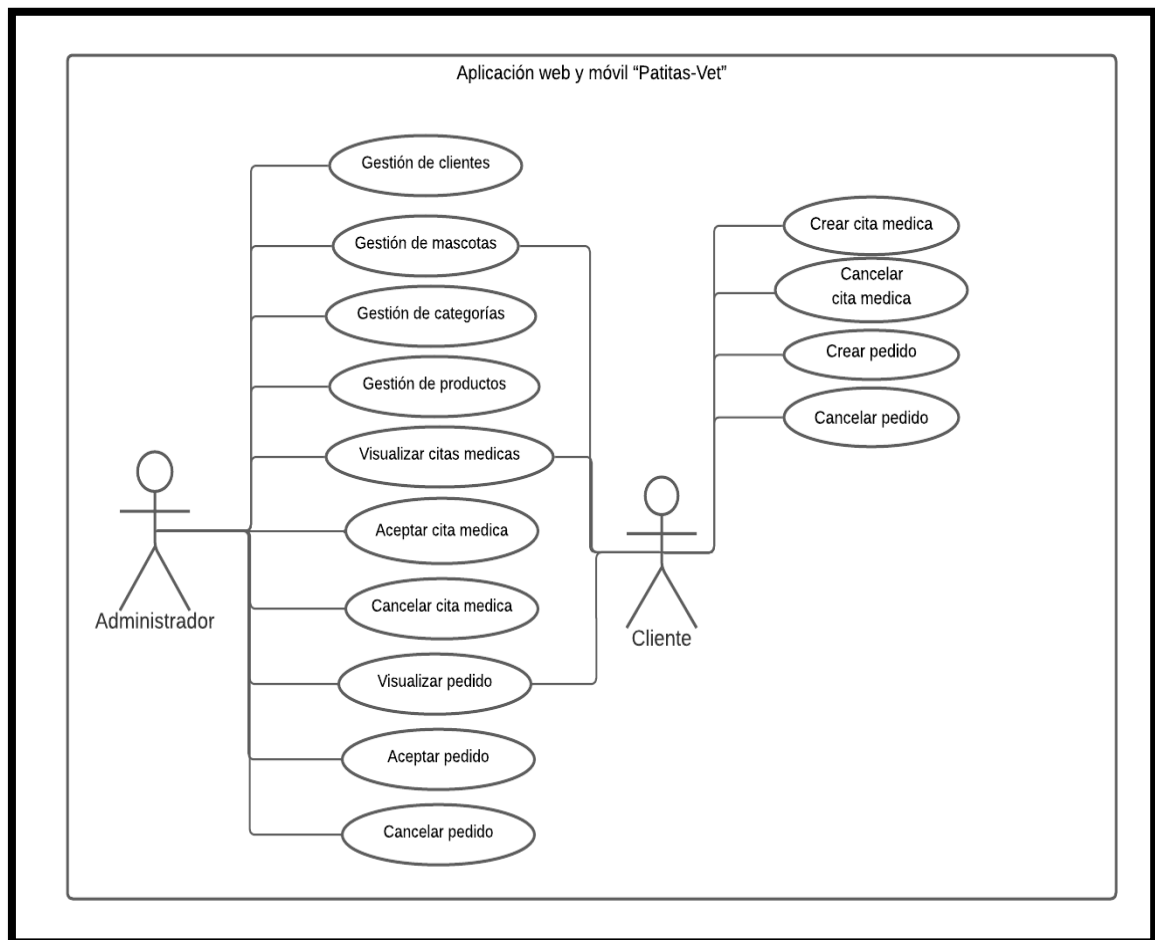 Aplicación web y móvil “Patitas-Vet”
Gestión de clientes
Gestión de mascotas
Gestión de categorías
Gestión de productos
Visualizar citas medicas
Aceptar cita medica
Cancelar cita medica
Visualizar pedido
Aceptar pedido
Cancelar pedido
Administrador
Cliente
Crear cita medica
Cancelar
cita medica
Crear pedido
Cancelar pedido